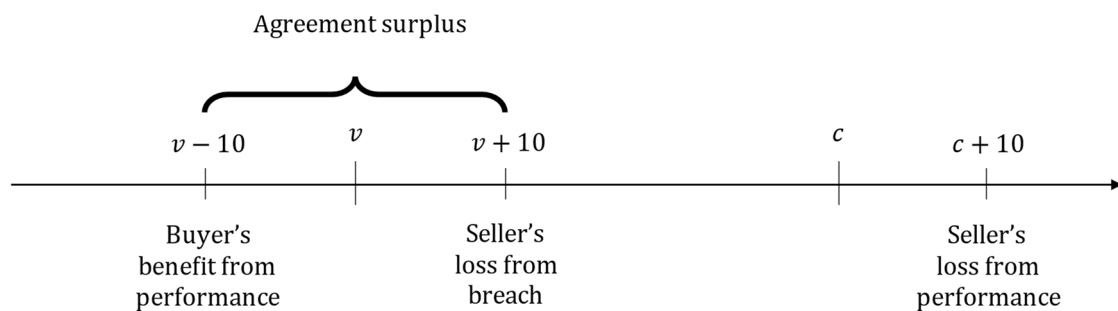 Agreement surplus
v − 10
v
v + 10
c
c + 10
Buyer's
benefit from
performance
Seller's
loss from
breach
Seller's
loss from
performance